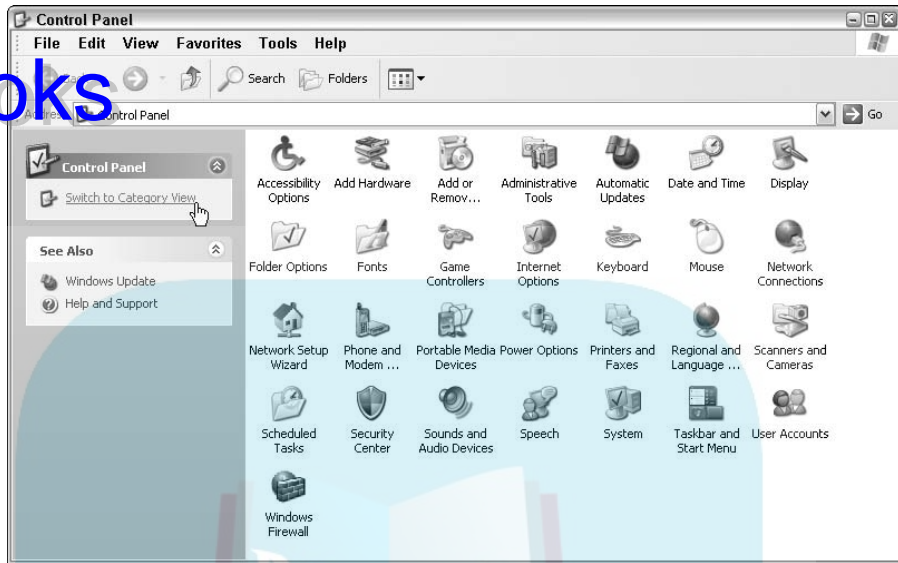 Control Panel
File Edit View Favorites Tools Help
oks
Search Folders
Control Panel Go
Control Panel
Switch to Category View
See Also
Windows Update
Help and Support
Accessibility Options
Add Hardware
Add or Remov...
Administrative Tools
Automatic Updates
Date and Time
Display
Folder Options
Fonts
Game Controllers
Internet Options
Keyboard
Mouse
Network Connections
Network Setup Wizard
Phone and Modem ...
Portable Media Devices
Power Options
Printers and Faxes
Regional and Language ...
Scanners and Cameras
Scheduled Tasks
Security Center
Sounds and Audio Devices
Speech
System
Taskbar and Start Menu
User Accounts
Windows Firewall